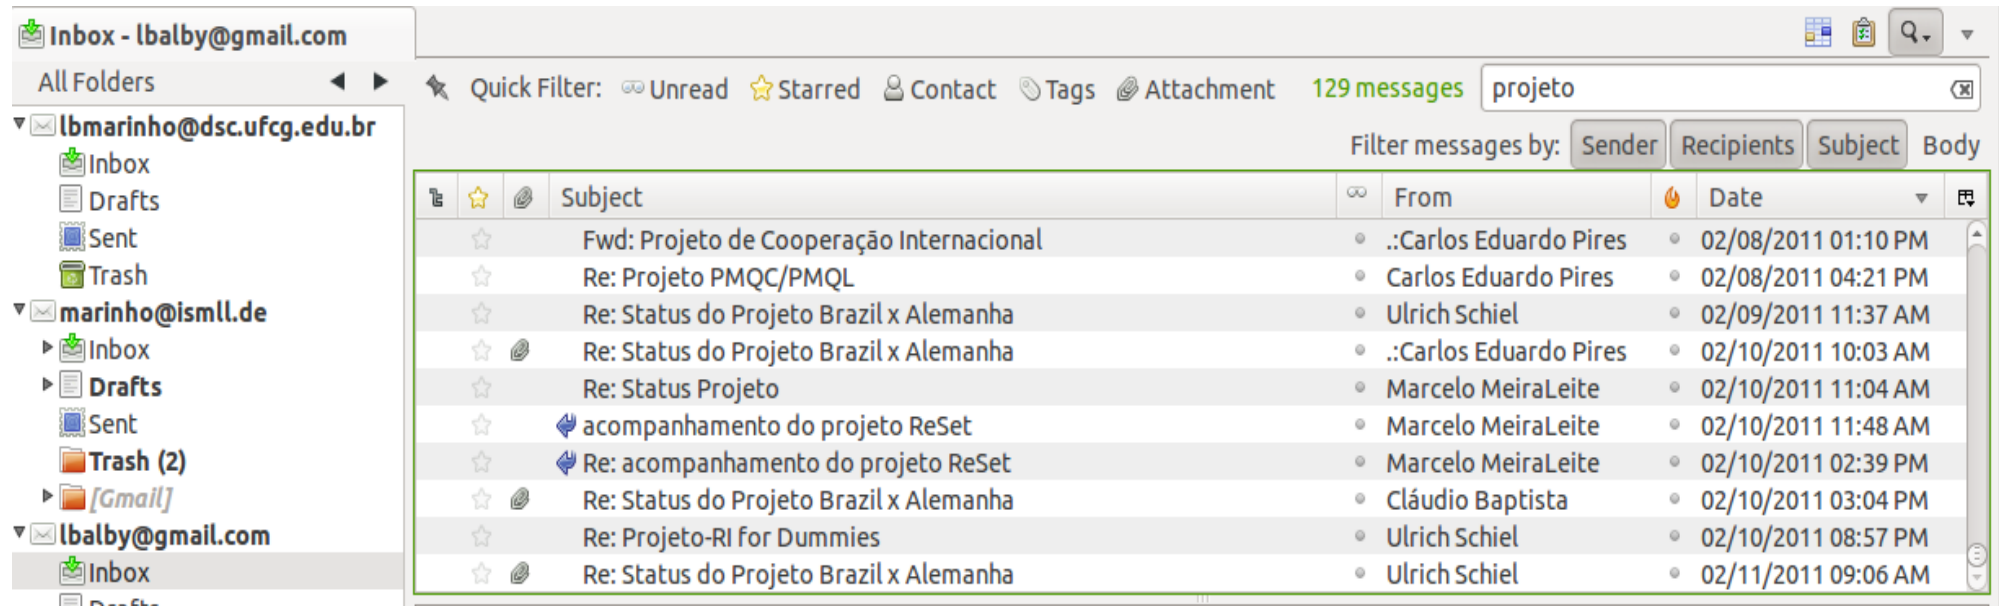 Inbox - lbalby@gmail.com
All Folders
Quick Filter: Unread Starred Contact Tags Attachment 129 messages projeto
Filter messages by: Sender Recipients Subject Body
lbmarinho@dsc.ufcg.edu.br
Inbox
Drafts
Sent
Trash
marinho@ismll.de
Inbox
Drafts
Sent
Trash (2)
[Gmail]
lbalby@gmail.com
Inbox
Drafts
Subject From Date
Fwd: Projeto de Cooperação Internacional .:Carlos Eduardo Pires 02/08/2011 01:10 PM
Re: Projeto PMQC/PMQL Carlos Eduardo Pires 02/08/2011 04:21 PM
Re: Status do Projeto Brazil x Alemanha Ulrich Schiel 02/09/2011 11:37 AM
Re: Status do Projeto Brazil x Alemanha .:Carlos Eduardo Pires 02/10/2011 10:03 AM
Re: Status Projeto Marcelo MeiraLeite 02/10/2011 11:04 AM
acompanhamento do projeto ReSet Marcelo MeiraLeite 02/10/2011 11:48 AM
Re: acompanhamento do projeto ReSet Marcelo MeiraLeite 02/10/2011 02:39 PM
Re: Status do Projeto Brazil x Alemanha Cláudio Baptista 02/10/2011 03:04 PM
Re: Projeto-RI for Dummies Ulrich Schiel 02/10/2011 08:57 PM
Re: Status do Projeto Brazil x Alemanha Ulrich Schiel 02/11/2011 09:06 AM